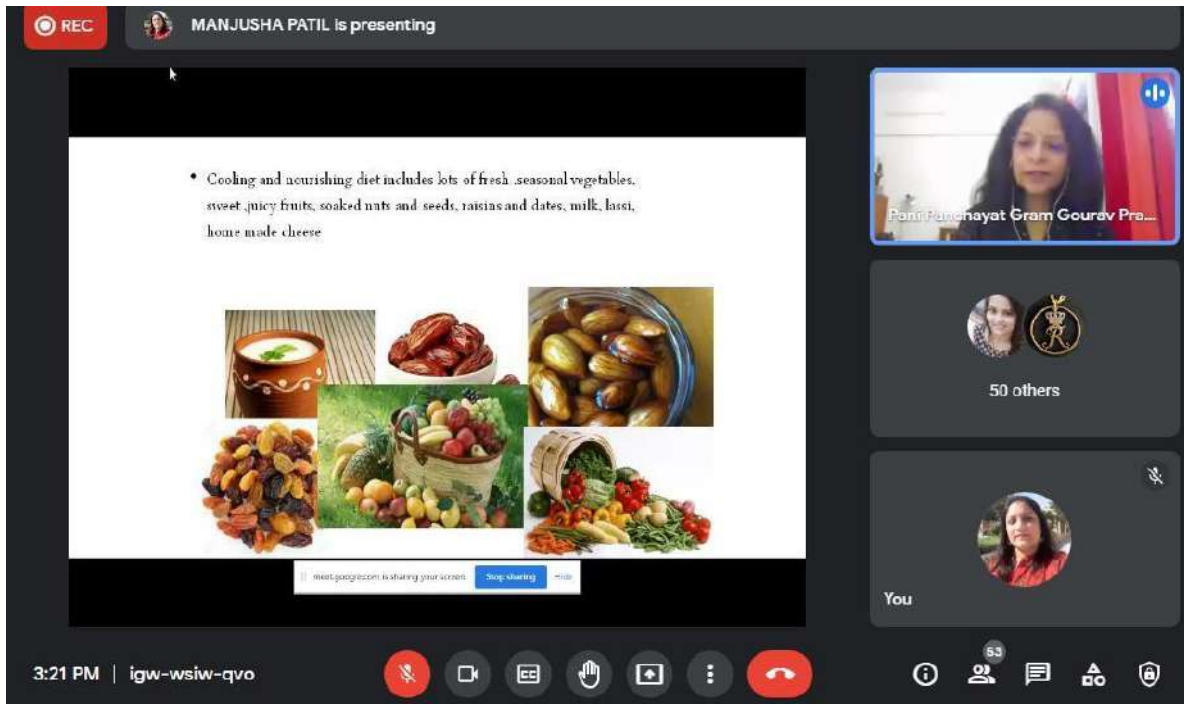 REC
MANJUSHA PATIL is presenting
• Cooling and nourishing diet includes lots of fresh ,seasonal vegetables,
sweet ,juicy fruits, soaked nuts and seeds, raisins and dates, milk, lassi,
home made cheese
Pani Panchayat Gram Gourav Pra...
50 others
You
meet.google.com is sharing your screen. Stop sharing Hide
3:21 PM | igw-wsiw-qvo
CC
53